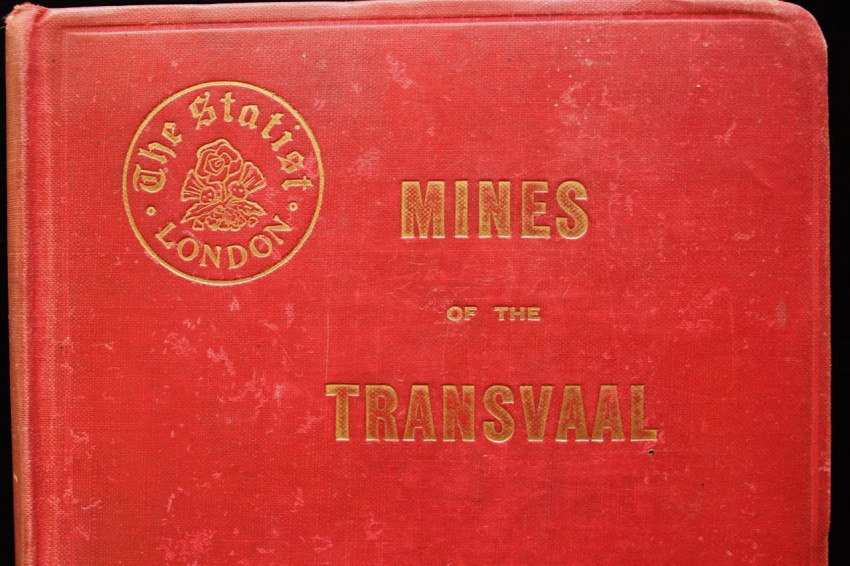 The Statist
LONDON
MINES
OF THE
TRANSVAAL